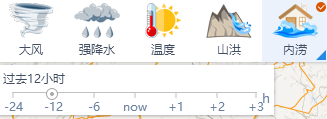 大风 强降水 温度 山洪 内涝
过去12小时
-24 -12 -6 now +1 +2 +3h